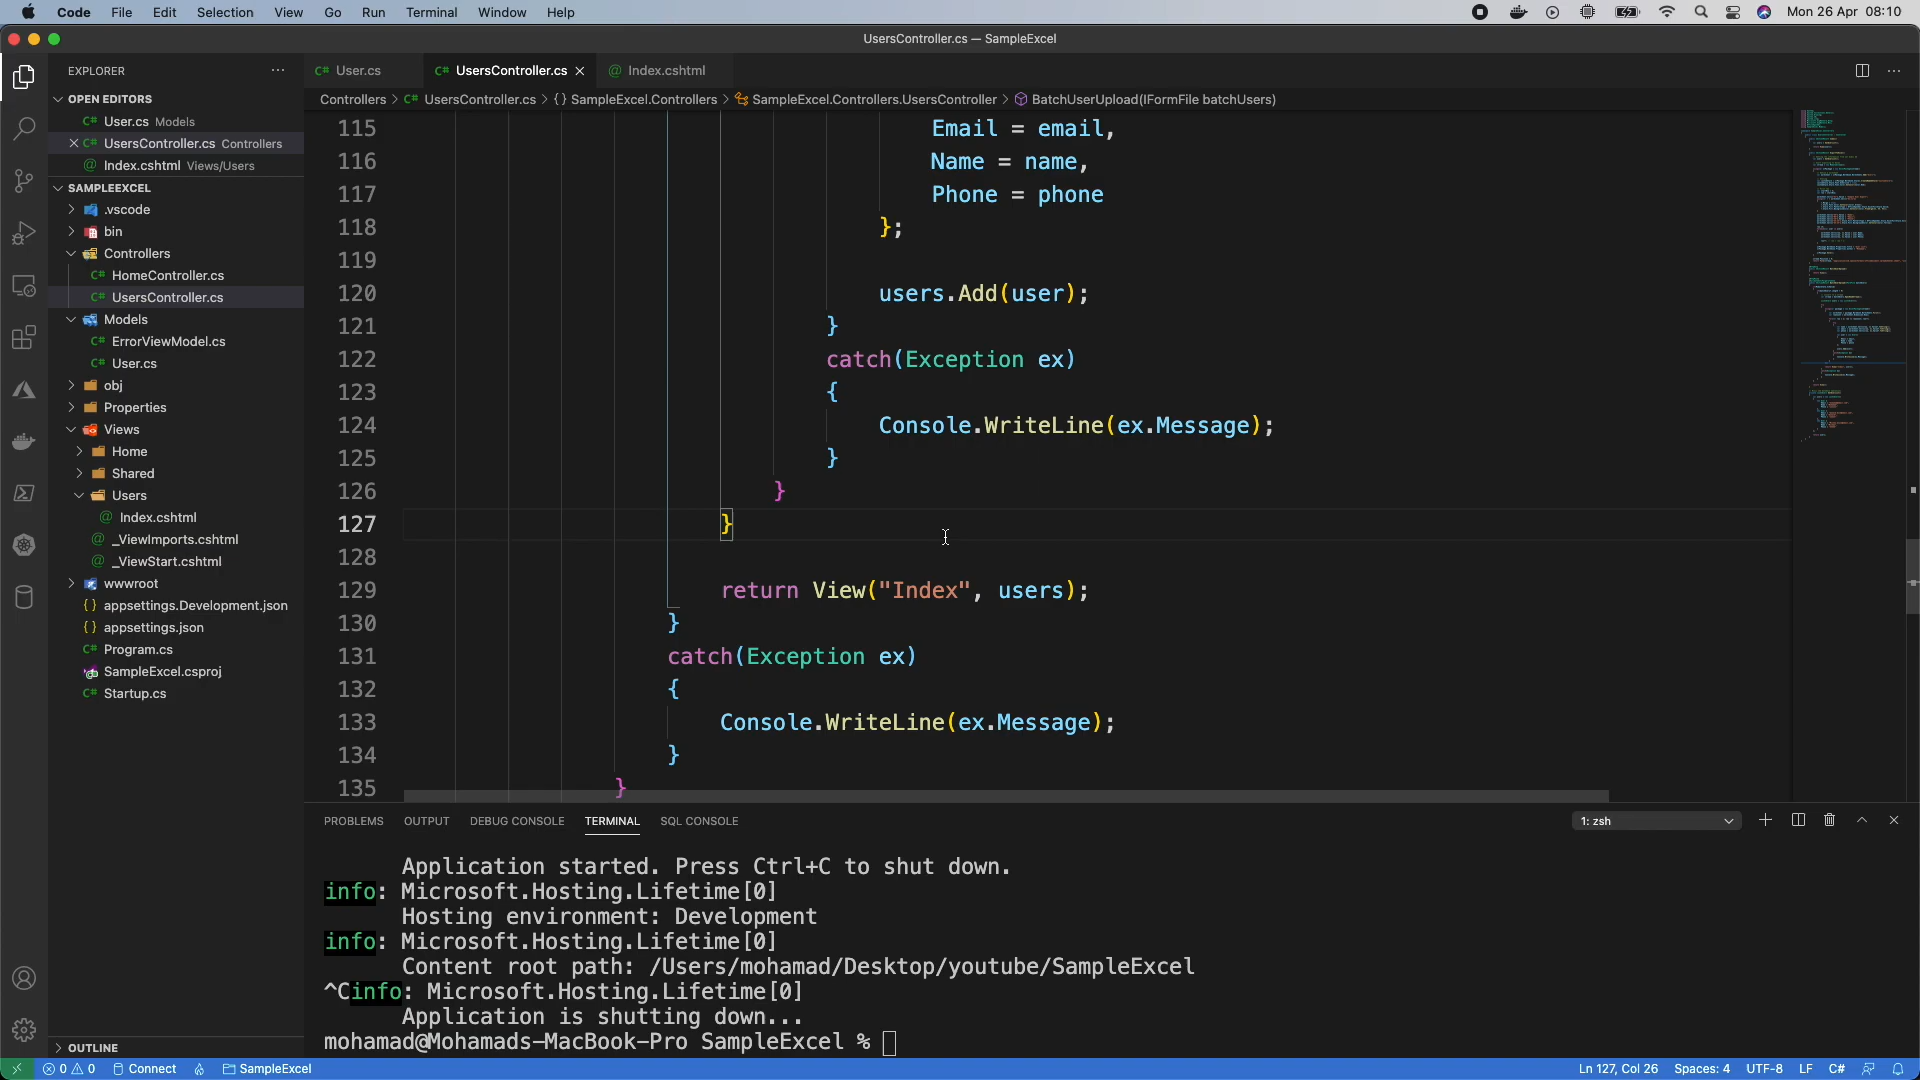 Code File Edit Selection View Go Run Terminal Window Help Mon 26 Apr 08:10
UsersController.cs — SampleExcel
EXPLORER
OPEN EDITORS
User.cs Models
UsersController.cs Controllers
Index.cshtml Views/Users
SAMPLEEXCEL
.vscode
bin
Controllers
HomeController.cs
UsersController.cs
Models
ErrorViewModel.cs
User.cs
obj
Properties
Views
Home
Shared
Users
Index.cshtml
_ViewImports.cshtml
_ViewStart.cshtml
wwwroot
appsettings.Development.json
appsettings.json
Program.cs
SampleExcel.csproj
Startup.cs
OUTLINE
User.cs UsersController.cs Index.cshtml
Controllers > UsersController.cs > {} SampleExcel.Controllers > SampleExcel.Controllers.UsersController > BatchUserUpload(IFormFile batchUsers)
115 Email = email,
116 Name = name,
117 Phone = phone
118 };
119
120 users.Add(user);
121 }
122 catch(Exception ex)
123 {
124 Console.WriteLine(ex.Message);
125 }
126 }
127 }
128
129 return View("Index", users);
130 }
131 catch(Exception ex)
132 {
133 Console.WriteLine(ex.Message);
134 }
135 }
PROBLEMS OUTPUT DEBUG CONSOLE TERMINAL SQL CONSOLE 1: zsh
Application started. Press Ctrl+C to shut down.
info: Microsoft.Hosting.Lifetime[0]
Hosting environment: Development
info: Microsoft.Hosting.Lifetime[0]
Content root path: /Users/mohamad/Desktop/youtube/SampleExcel
^Cinfo: Microsoft.Hosting.Lifetime[0]
Application is shutting down...
mohamad@Mohamads-MacBook-Pro SampleExcel %
0 0 Connect SampleExcel Ln 127, Col 26 Spaces: 4 UTF-8 LF C#